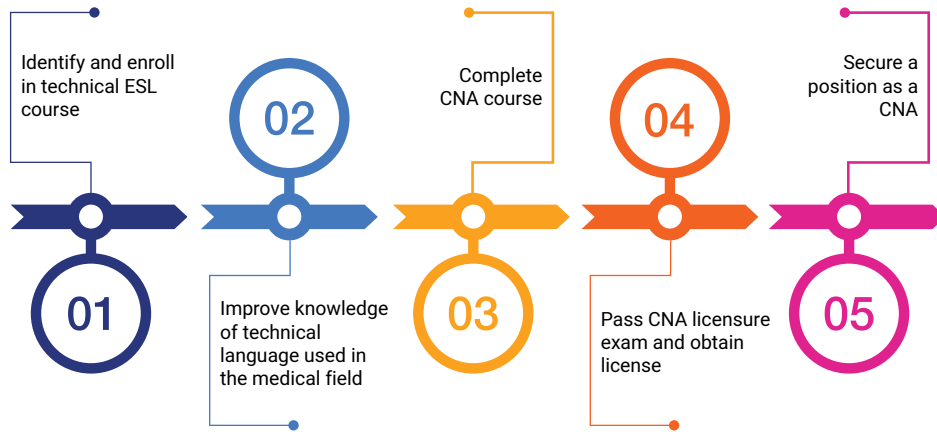 01
Identify and enroll
in technical ESL
course
02
Improve knowledge
of technical
language used in
the medical field
03
Complete
CNA course
04
Pass CNA licensure
exam and obtain
license
05
Secure a
position as a
CNA